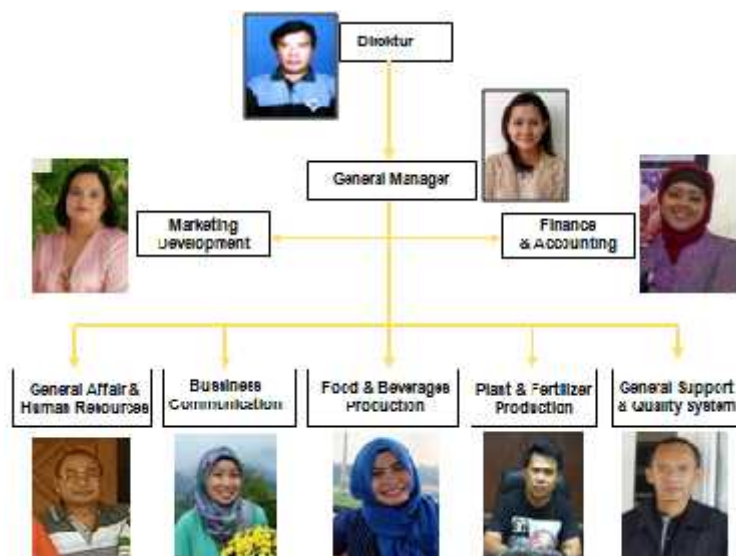 Direktur
General Manager
Marketing
Development
Finance
& Accounting
General Affair &
Human Resources
Bussiness
Communication
Food & Beverages
Production
Plant & Fertilizer
Production
General Support
& Quality System